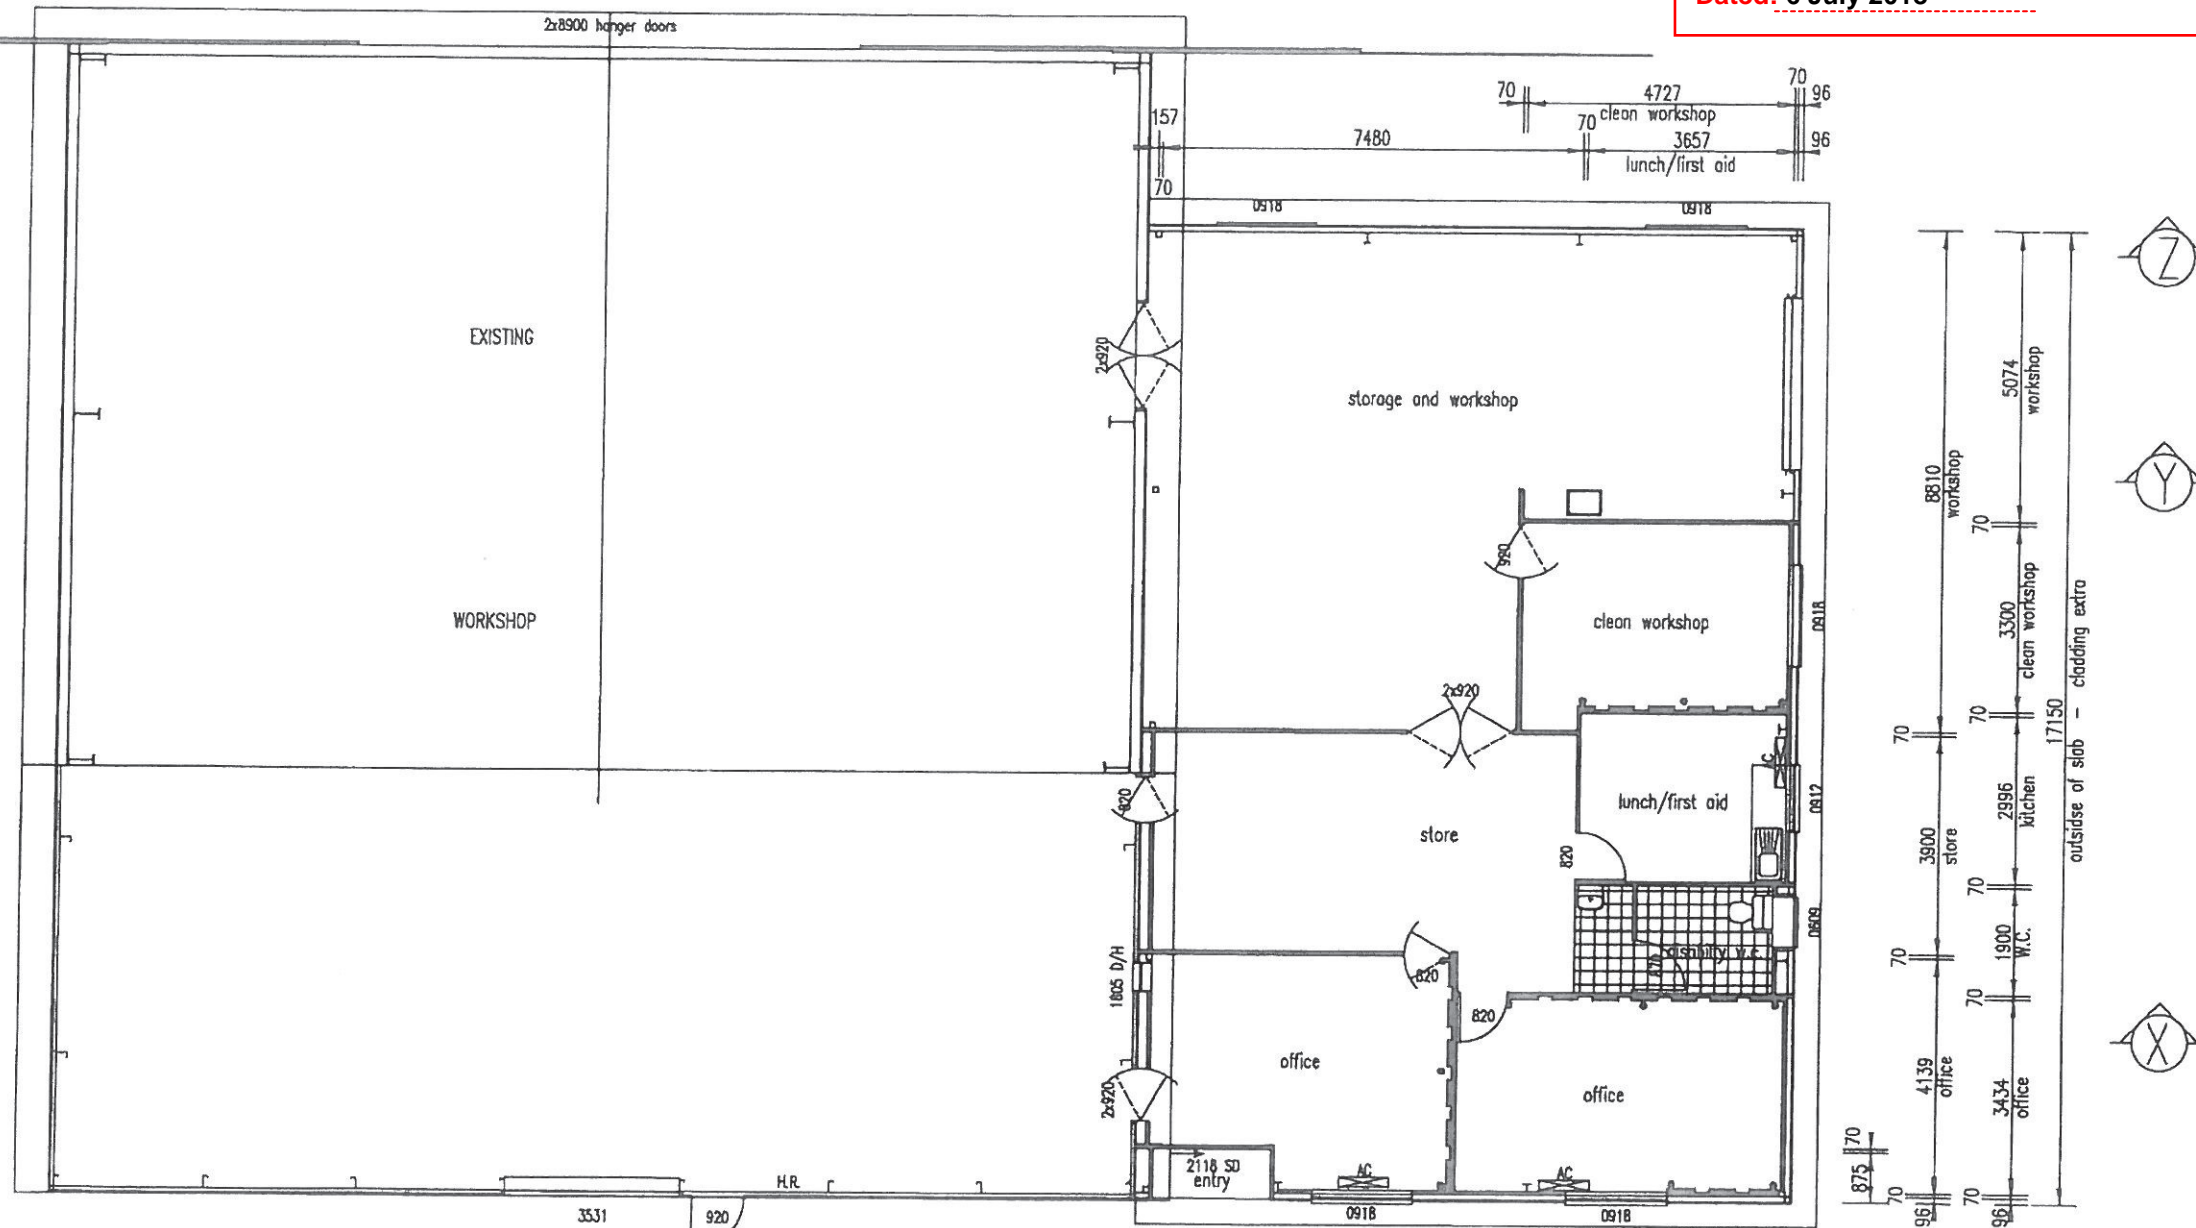 2x8900 hanger doors
70
4727
70
96
clean workshop
157
7480
70
3657
96
lunch/first aid
70
0918
0918
EXISTING
WORKSHOP
2x920
storage and workshop
920
clean workshop
0918
2x920
820
AC
lunch/first aid
0912
store
820
0609
disability w.c.
820
1805 D/H
820
office
office
2x920
2118 SD
entry
AC
AC
H.R.
3531
920
0918
0918
8810
workshop
5074
workshop
70
3300
clean workshop
70
70
2996
kitchen
3900
store
70
1900
W.C.
70
70
4139
office
3434
office
70
875
70
70
96
96
17150
outsidse of slab - cladding extra
Z
Y
X